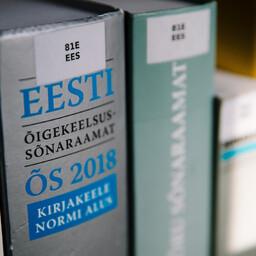 81E
EES
EESTI
ÕIGEKEELSUS-
SÕNARAAMAT
ÕS 2018
KIRJAKEELE
NORMI ALUS
81E
EES
SÕNARAAMAT